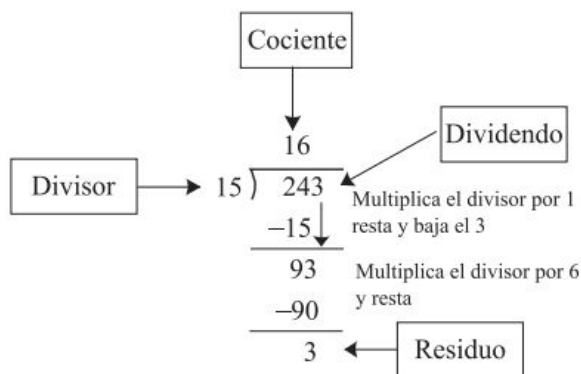 Cociente
16
Dividendo
Divisor
15 ) 243
Multiplica el divisor por 1
resta y baja el 3
−15
93
Multiplica el divisor por 6
y resta
−90
3
Residuo